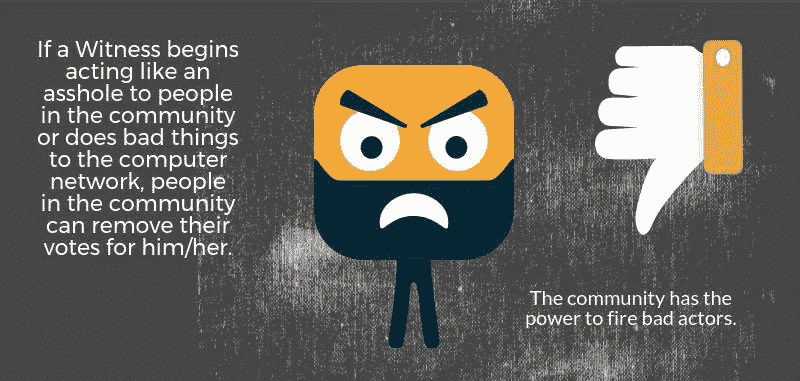 If a Witness begins
acting like an
asshole to people
in the community
or does bad things
to the computer
network, people
in the community
can remove their
votes for him/her.
The community has the
power to fire bad actors.